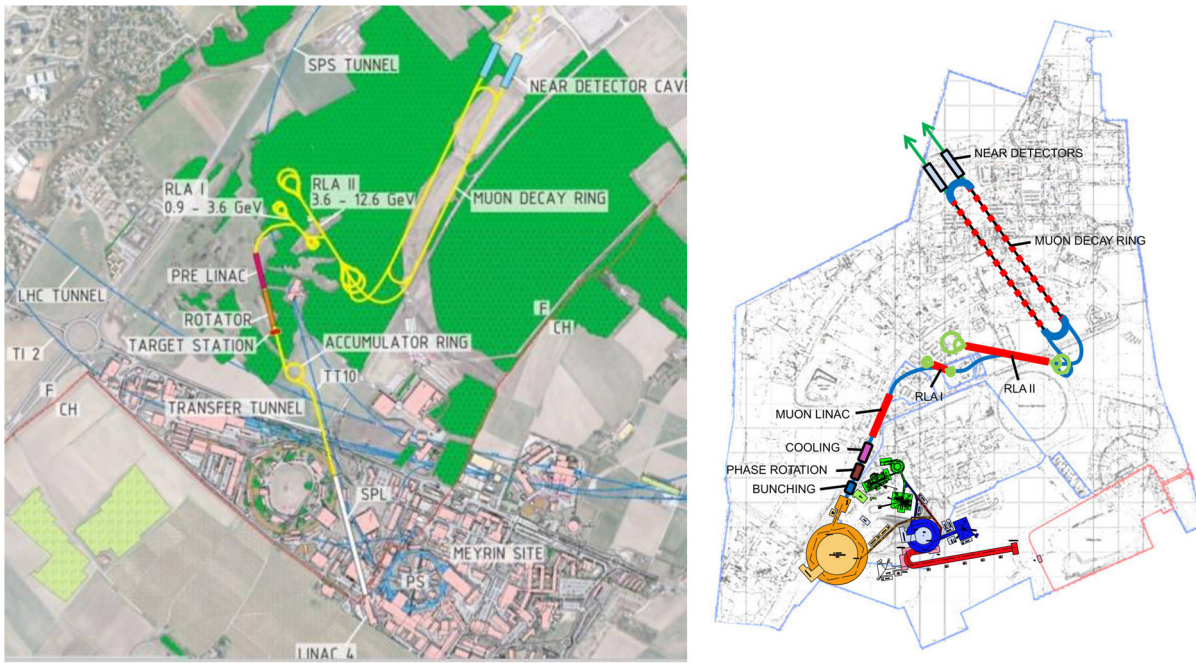 SPS TUNNEL
NEAR DETECTOR CAVE
RLA I
0.9 – 3.6 GeV
RLA II
3.6 – 12.6 GeV
MUON DECAY RING
PRE LINAC
LHC TUNNEL
ROTATOR
TARGET STATION
ACCUMULATOR RING
F
CH
TI 2
TT10
F
CH
TRANSFER TUNNEL
SPL
MEYRIN SITE
PS
LINAC 4
NEAR DETECTORS
MUON DECAY RING
RLA I
RLA II
MUON LINAC
COOLING
PHASE ROTATION
BUNCHING